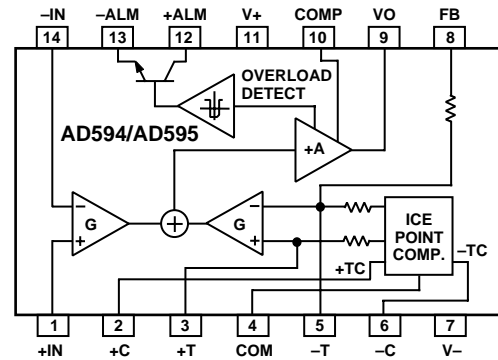 –IN –ALM +ALM V+ COMP VO FB
14 13 12 11 10 9 8
OVERLOAD
DETECT
AD594/AD595
+A
– G +
– G +
ICE
POINT
COMP.
+TC
–TC
1 2 3 4 5 6 7
+IN +C +T COM –T –C V–